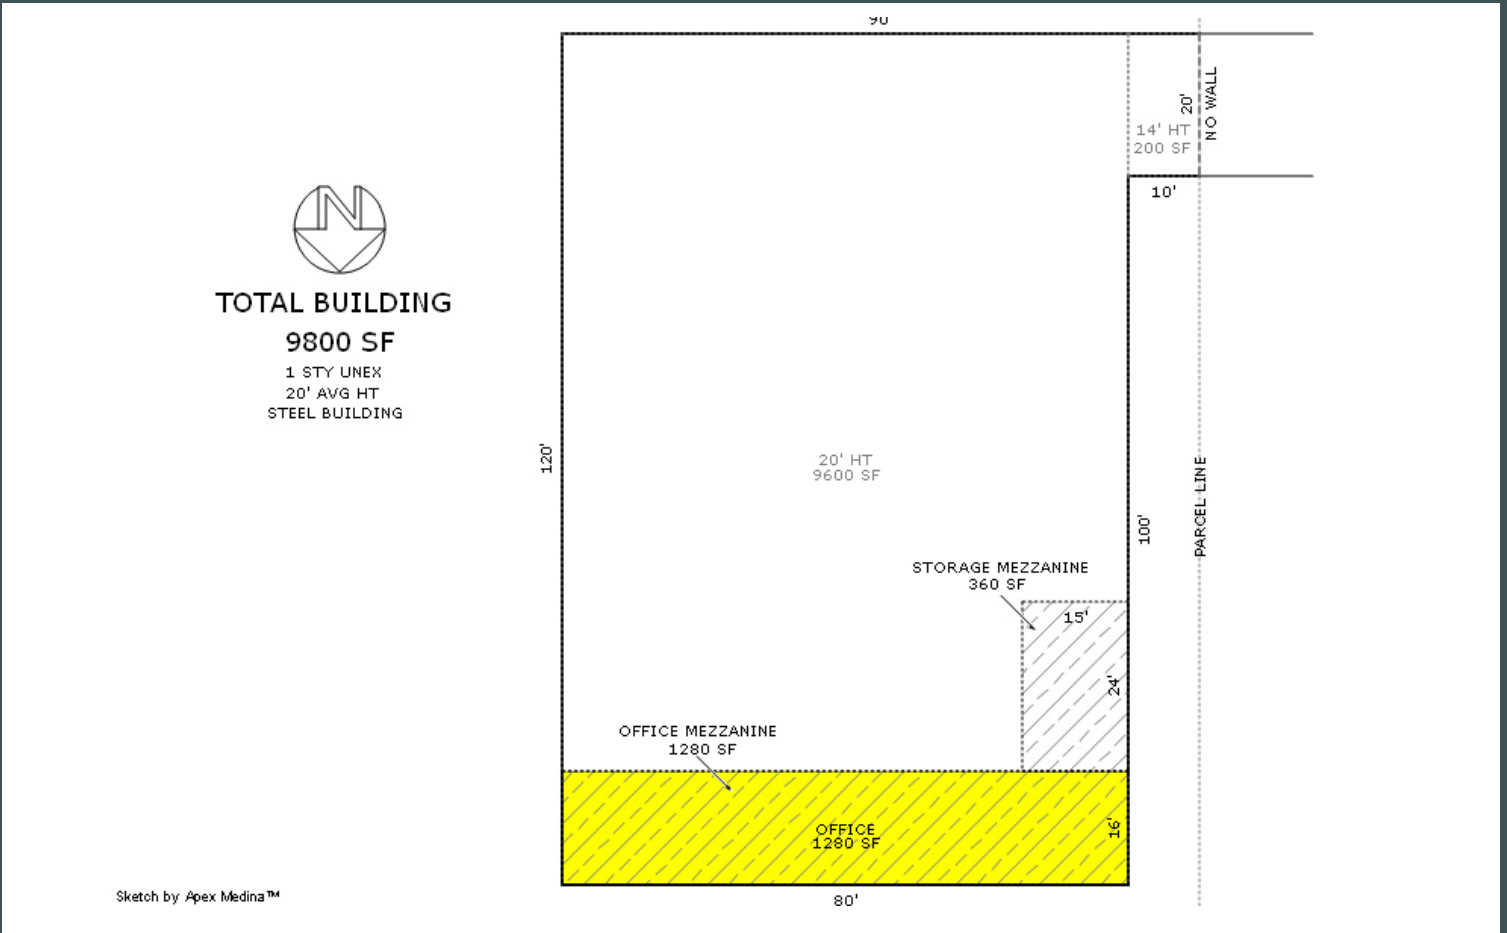 90'
20'
NO WALL
14' HT
200 SF
10'
N
TOTAL BUILDING
9800 SF
1 STY UNEX
20' AVG HT
STEEL BUILDING
120'
20' HT
9600 SF
100'
PARCEL LINE
STORAGE MEZZANINE
360 SF
15'
24'
OFFICE MEZZANINE
1280 SF
OFFICE
1280 SF
16'
80'
Sketch by Apex Medina™